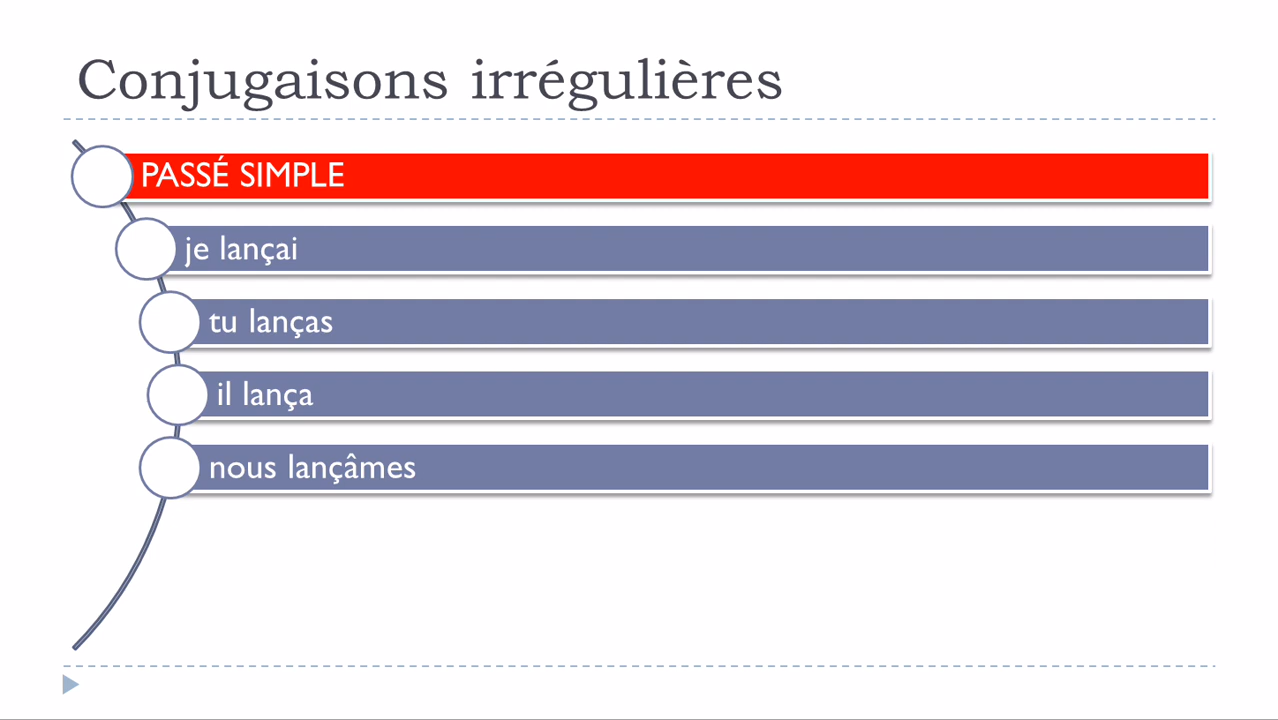 Conjugaisons irrégulières
PASSÉ SIMPLE
je lançai
tu lanças
il lança
nous lançâmes